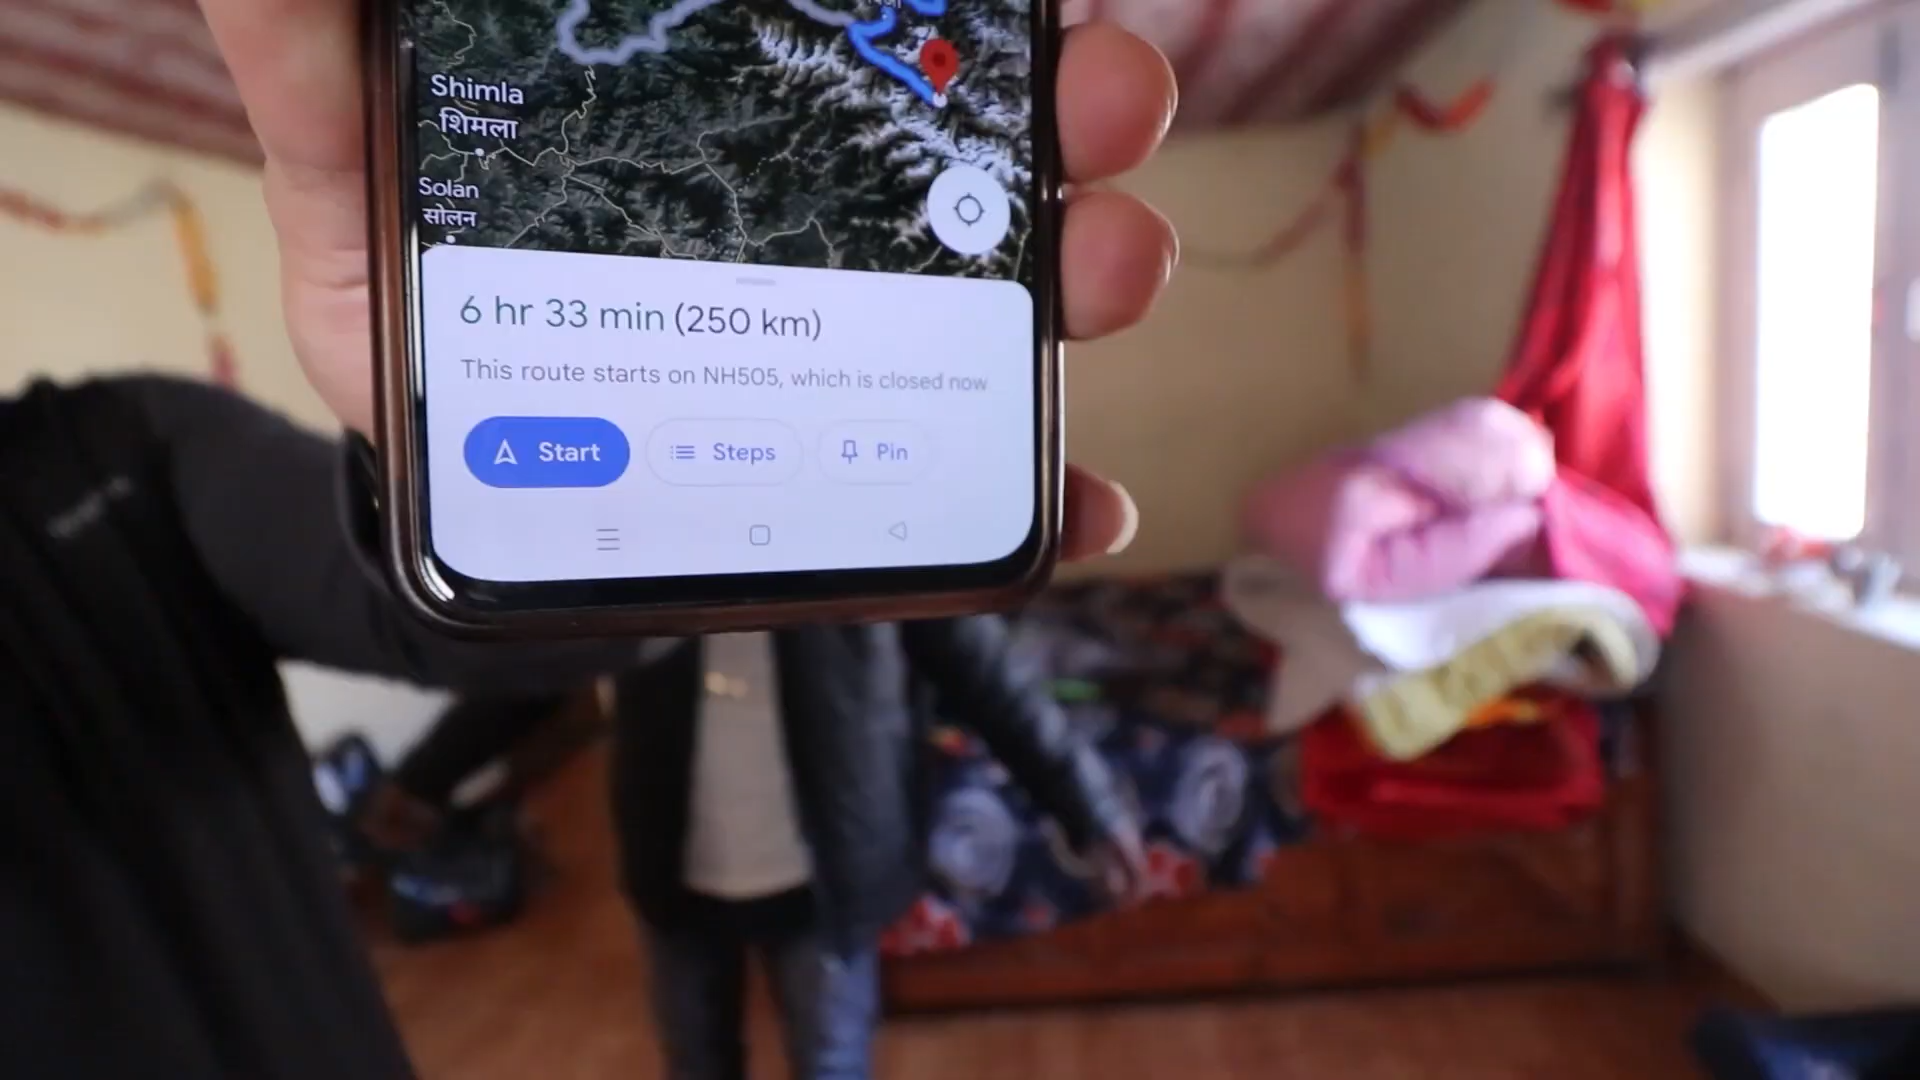 Shimla
शिमला
Solan
सोलन
6 hr 33 min (250 km)
This route starts on NH505, which is closed now
Start
Steps
Pin